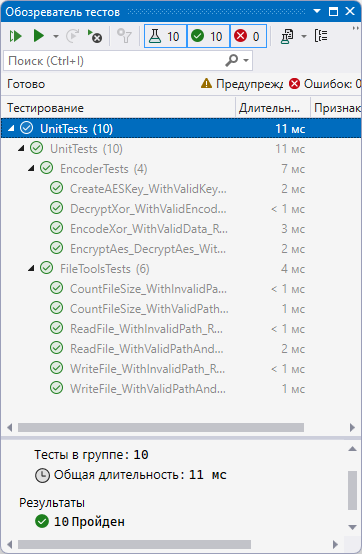 Обозреватель тестов
10 10 0
Поиск (Ctrl+I)
Готово Предупрежд Ошибок: 0
Тестирование Длительн... Признак
UnitTests (10) 11 мс
UnitTests (10) 11 мс
EncoderTests (4) 7 мс
CreateAESKey_WithValidKey... 2 мс
DecryptXor_WithValidEncod... < 1 мс
EncodeXor_WithValidData_R... 3 мс
EncryptAes_DecryptAes_Wit... 2 мс
FileToolsTests (6) 4 мс
CountFileSize_WithInvalidPa... < 1 мс
CountFileSize_WithValidPath... 1 мс
ReadFile_WithInvalidPath_R... < 1 мс
ReadFile_WithValidPathAnd... 2 мс
WriteFile_WithInvalidPath_R... < 1 мс
WriteFile_WithValidPathAnd... 1 мс
Тесты в группе: 10
Общая длительность: 11 мс
Результаты
10 Пройден